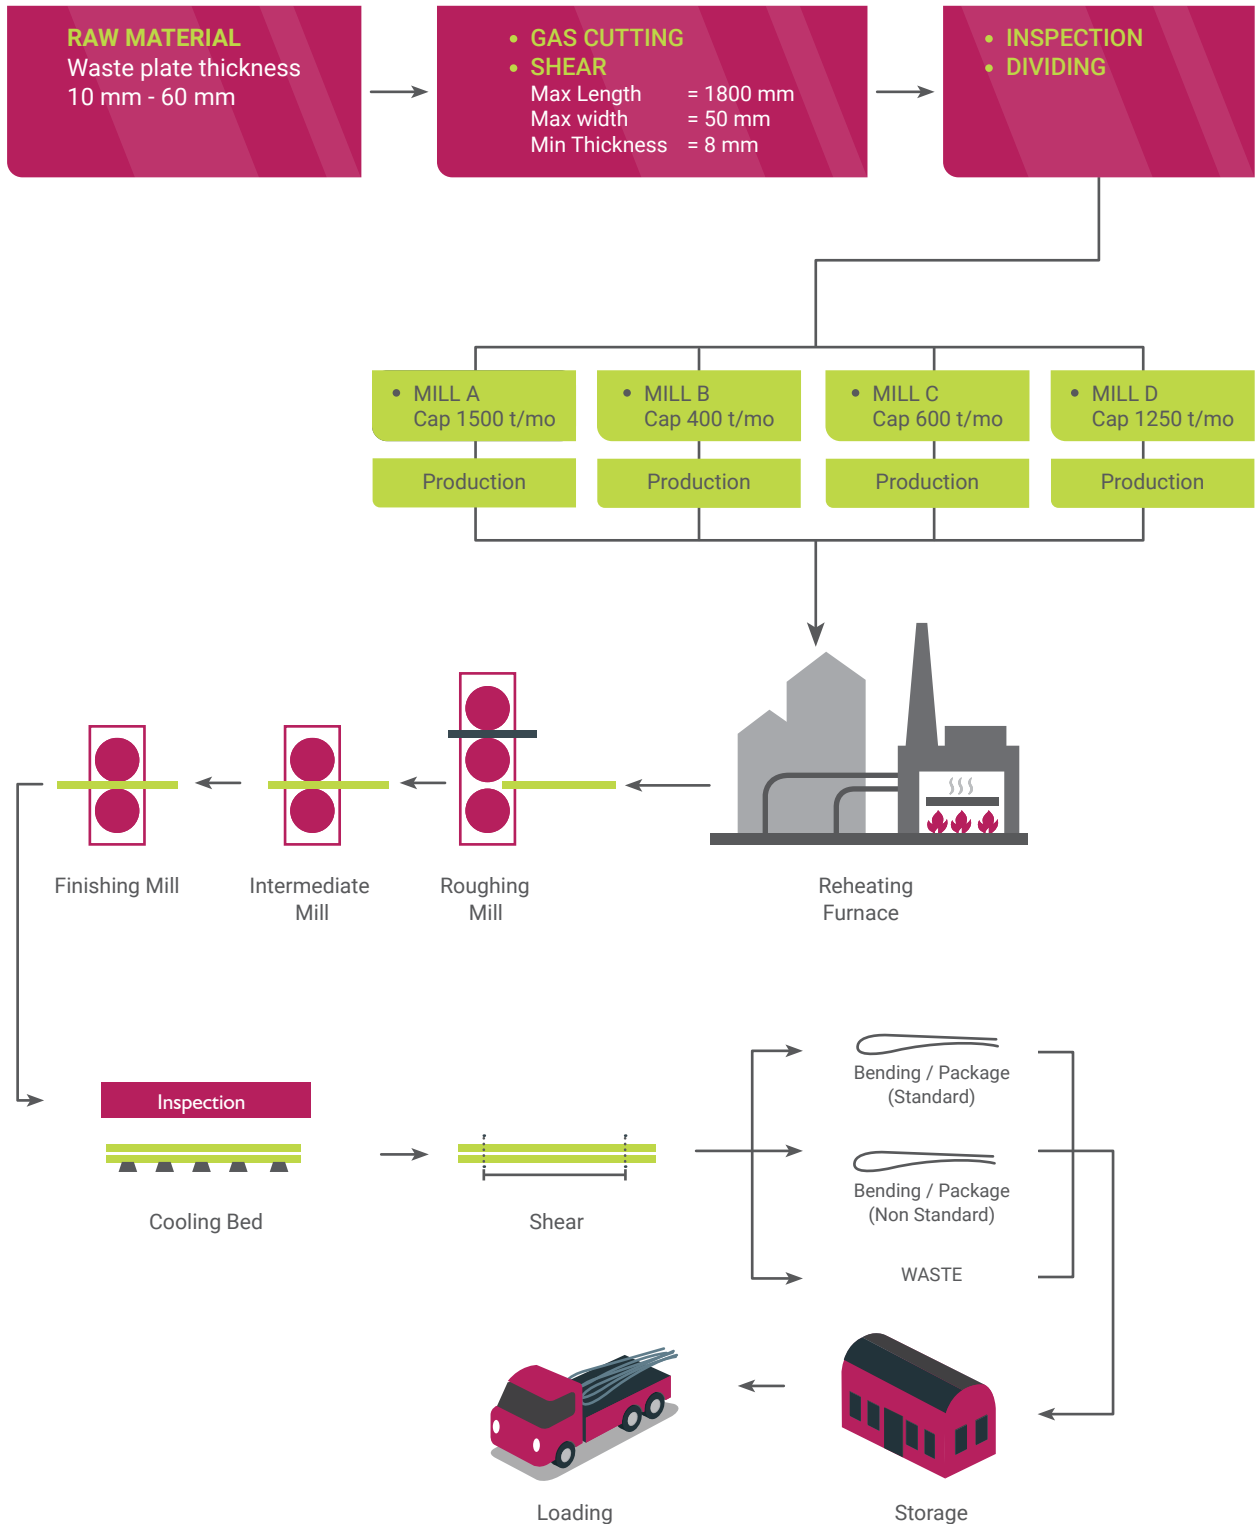 RAW MATERIAL
Waste plate thickness
10 mm - 60 mm
• GAS CUTTING
• SHEAR
Max Length = 1800 mm
Max width = 50 mm
Min Thickness = 8 mm
• INSPECTION
• DIVIDING
• MILL A
Cap 1500 t/mo
• MILL B
Cap 400 t/mo
• MILL C
Cap 600 t/mo
• MILL D
Cap 1250 t/mo
Production
Production
Production
Production
Finishing Mill
Intermediate
Mill
Roughing
Mill
Reheating
Furnace
Inspection
Cooling Bed
Shear
Bending / Package
(Standard)
Bending / Package
(Non Standard)
WASTE
Loading
Storage